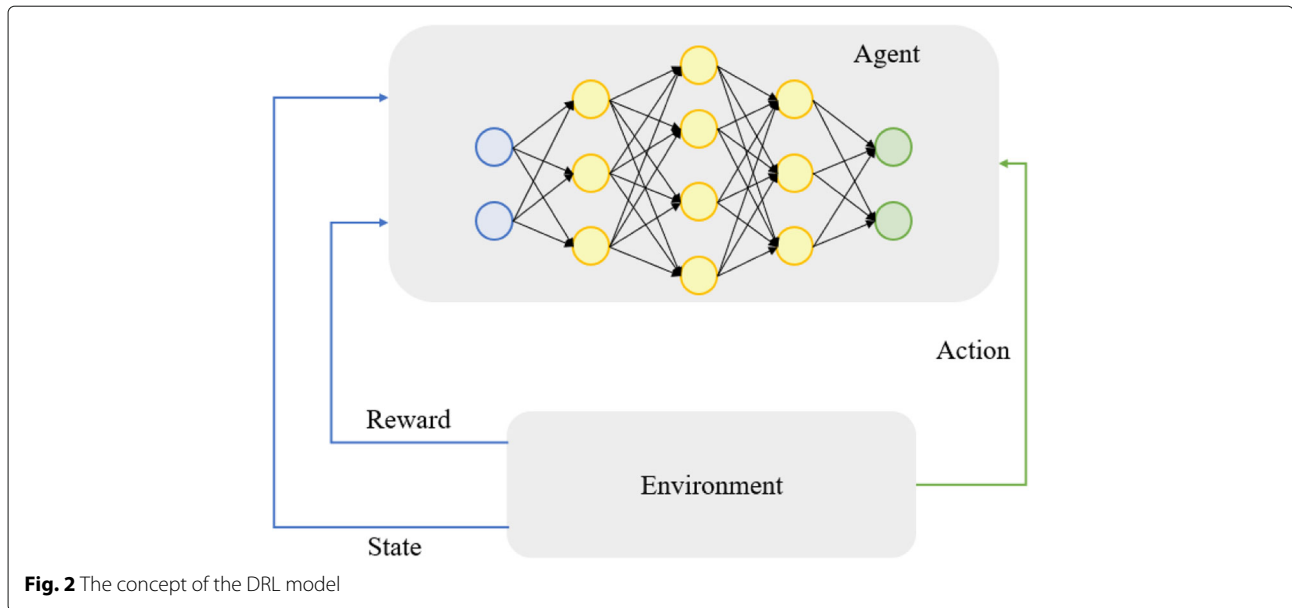 Agent
Action
Reward
Environment
State
Fig. 2 The concept of the DRL model